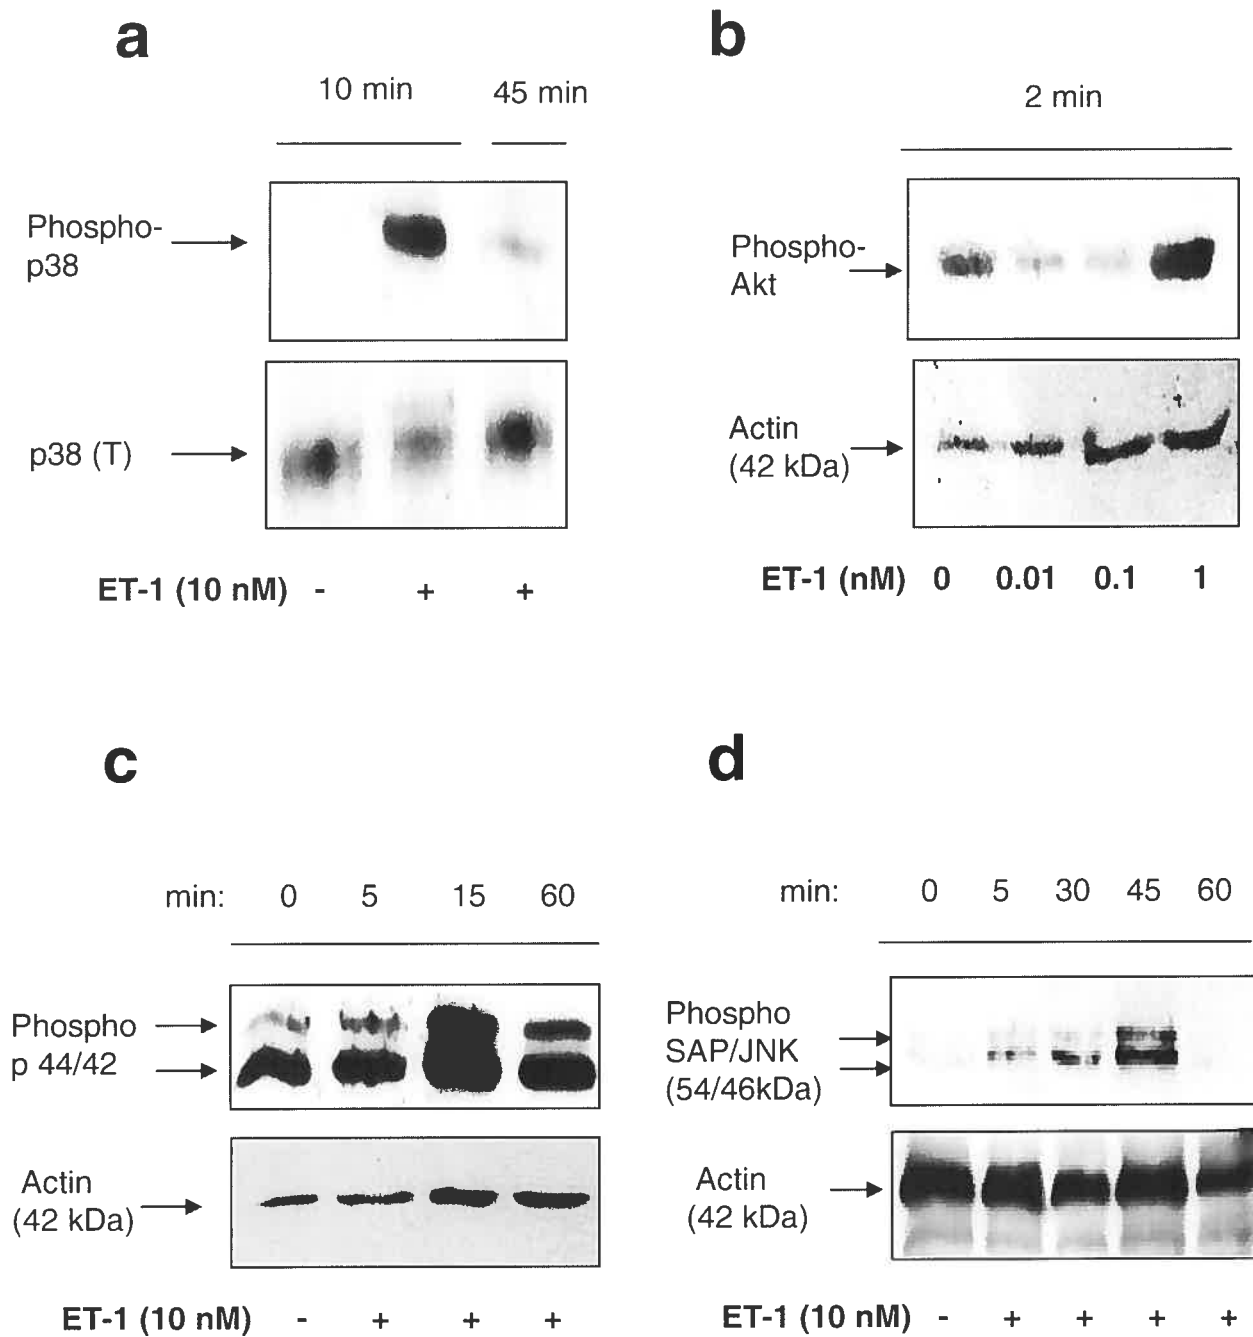 a
10 min 45 min
Phospho-
p38
p38 (T)
ET-1 (10 nM) - + +
b
2 min
Phospho-
Akt
Actin
(42 kDa)
ET-1 (nM) 0 0.01 0.1 1
c
min: 0 5 15 60
Phospho
p 44/42
Actin
(42 kDa)
ET-1 (10 nM) - + + +
d
min: 0 5 30 45 60
Phospho
SAP/JNK
(54/46kDa)
Actin
(42 kDa)
ET-1 (10 nM) - + + + +